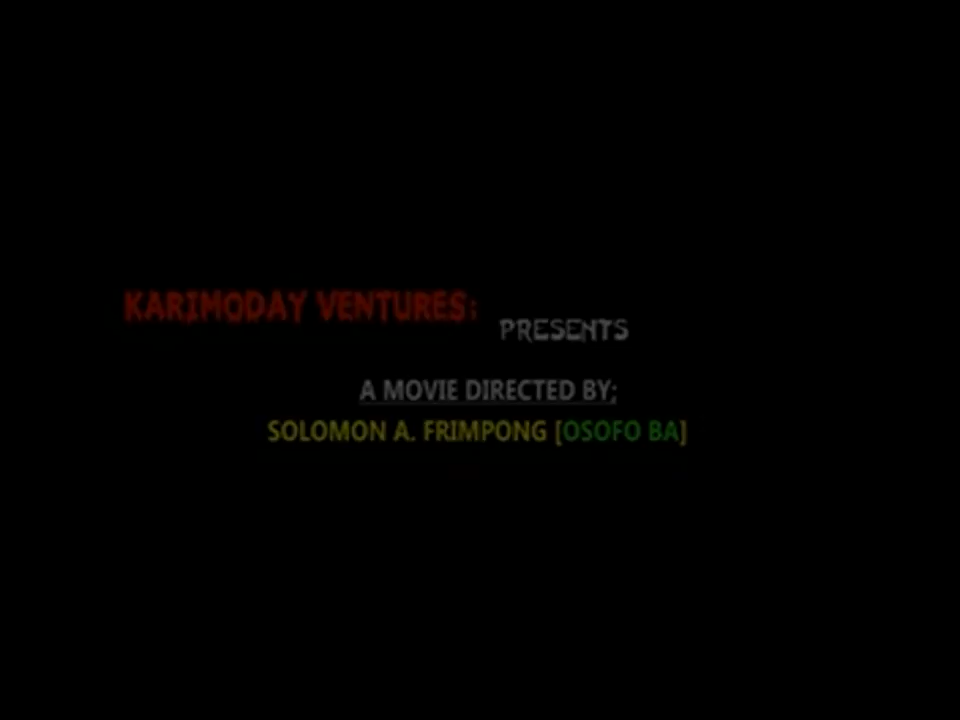 KARIMODAY VENTURES:
PRESENTS
A MOVIE DIRECTED BY;
SOLOMON A. FRIMPONG [OSOFO BA]